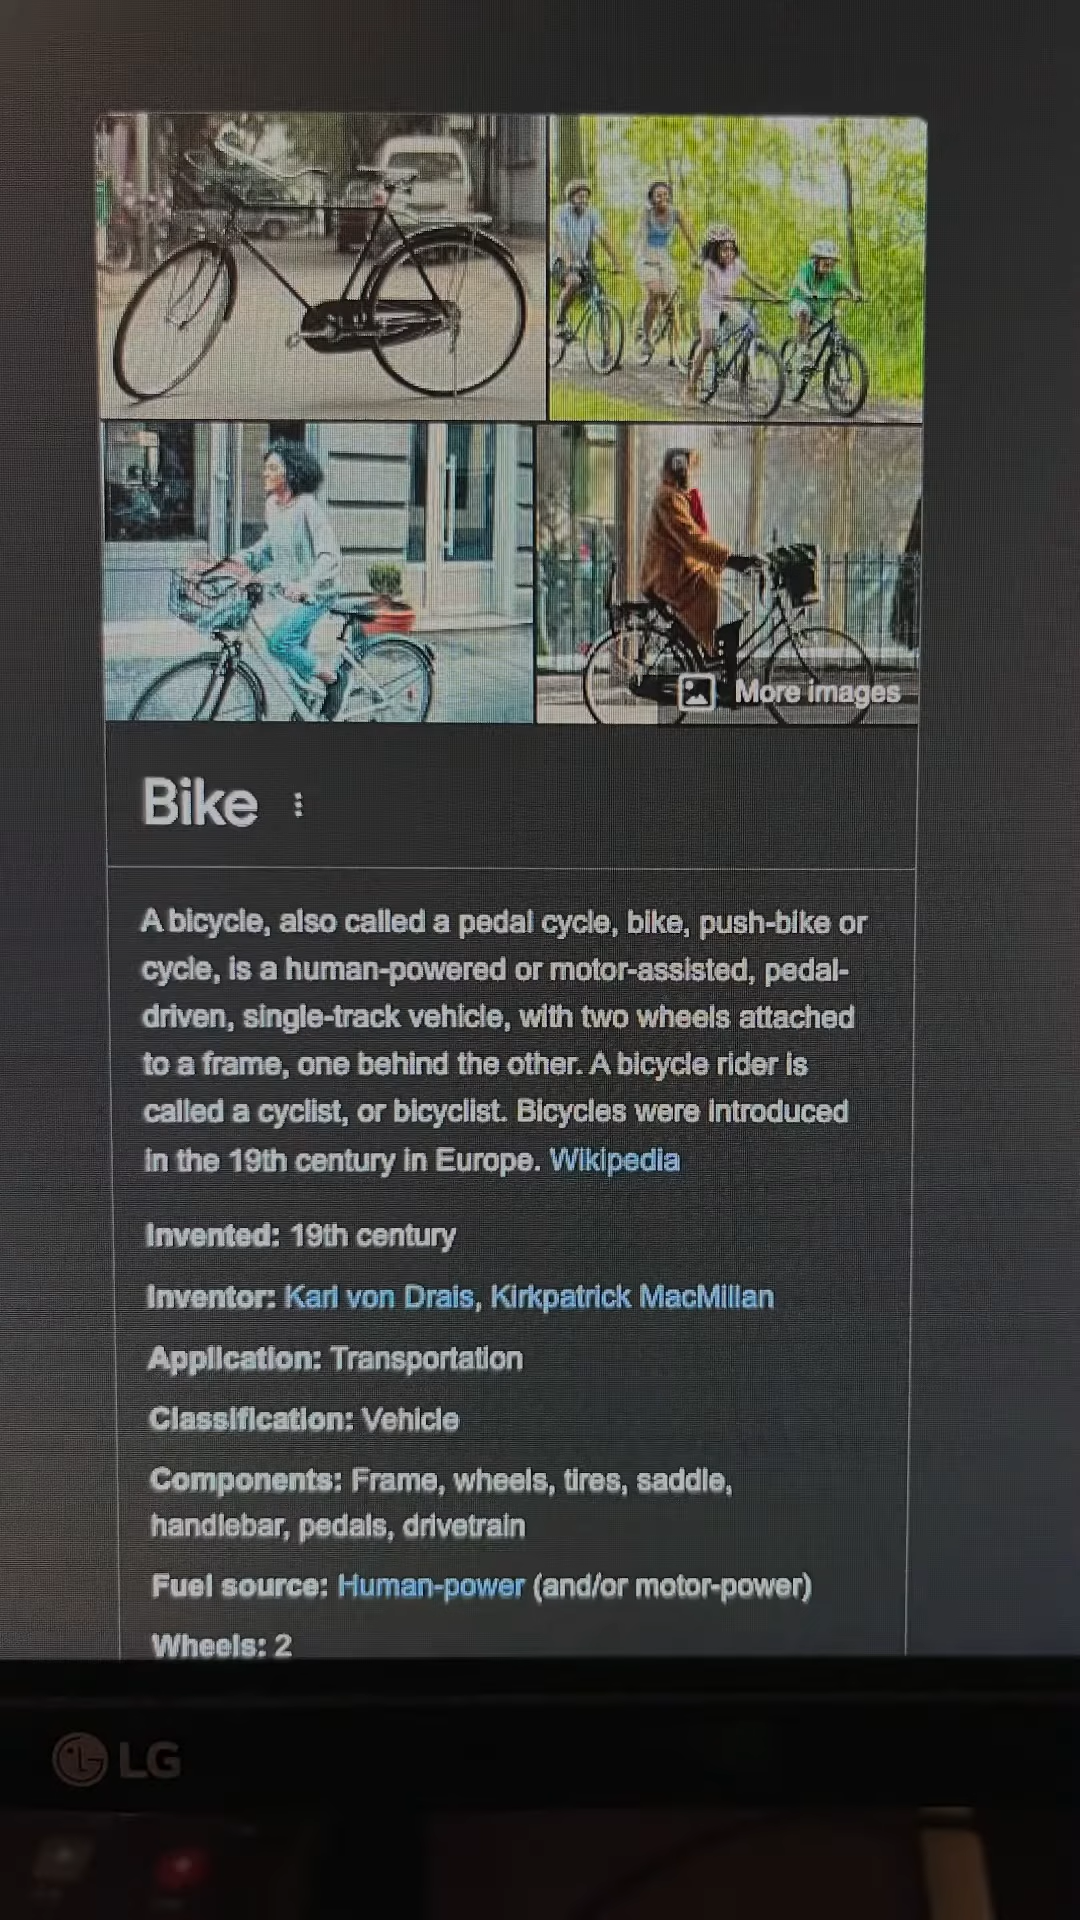 More images
Bike
A bicycle, also called a pedal cycle, bike, push-bike or
cycle, is a human-powered or motor-assisted, pedal-
driven, single-track vehicle, with two wheels attached
to a frame, one behind the other. A bicycle rider is
called a cyclist, or bicyclist. Bicycles were introduced
in the 19th century in Europe. Wikipedia
Invented: 19th century
Inventor: Karl von Drais, Kirkpatrick MacMillan
Application: Transportation
Classification: Vehicle
Components: Frame, wheels, tires, saddle,
handlebar, pedals, drivetrain
Fuel source: Human-power (and/or motor-power)
Wheels: 2
LG